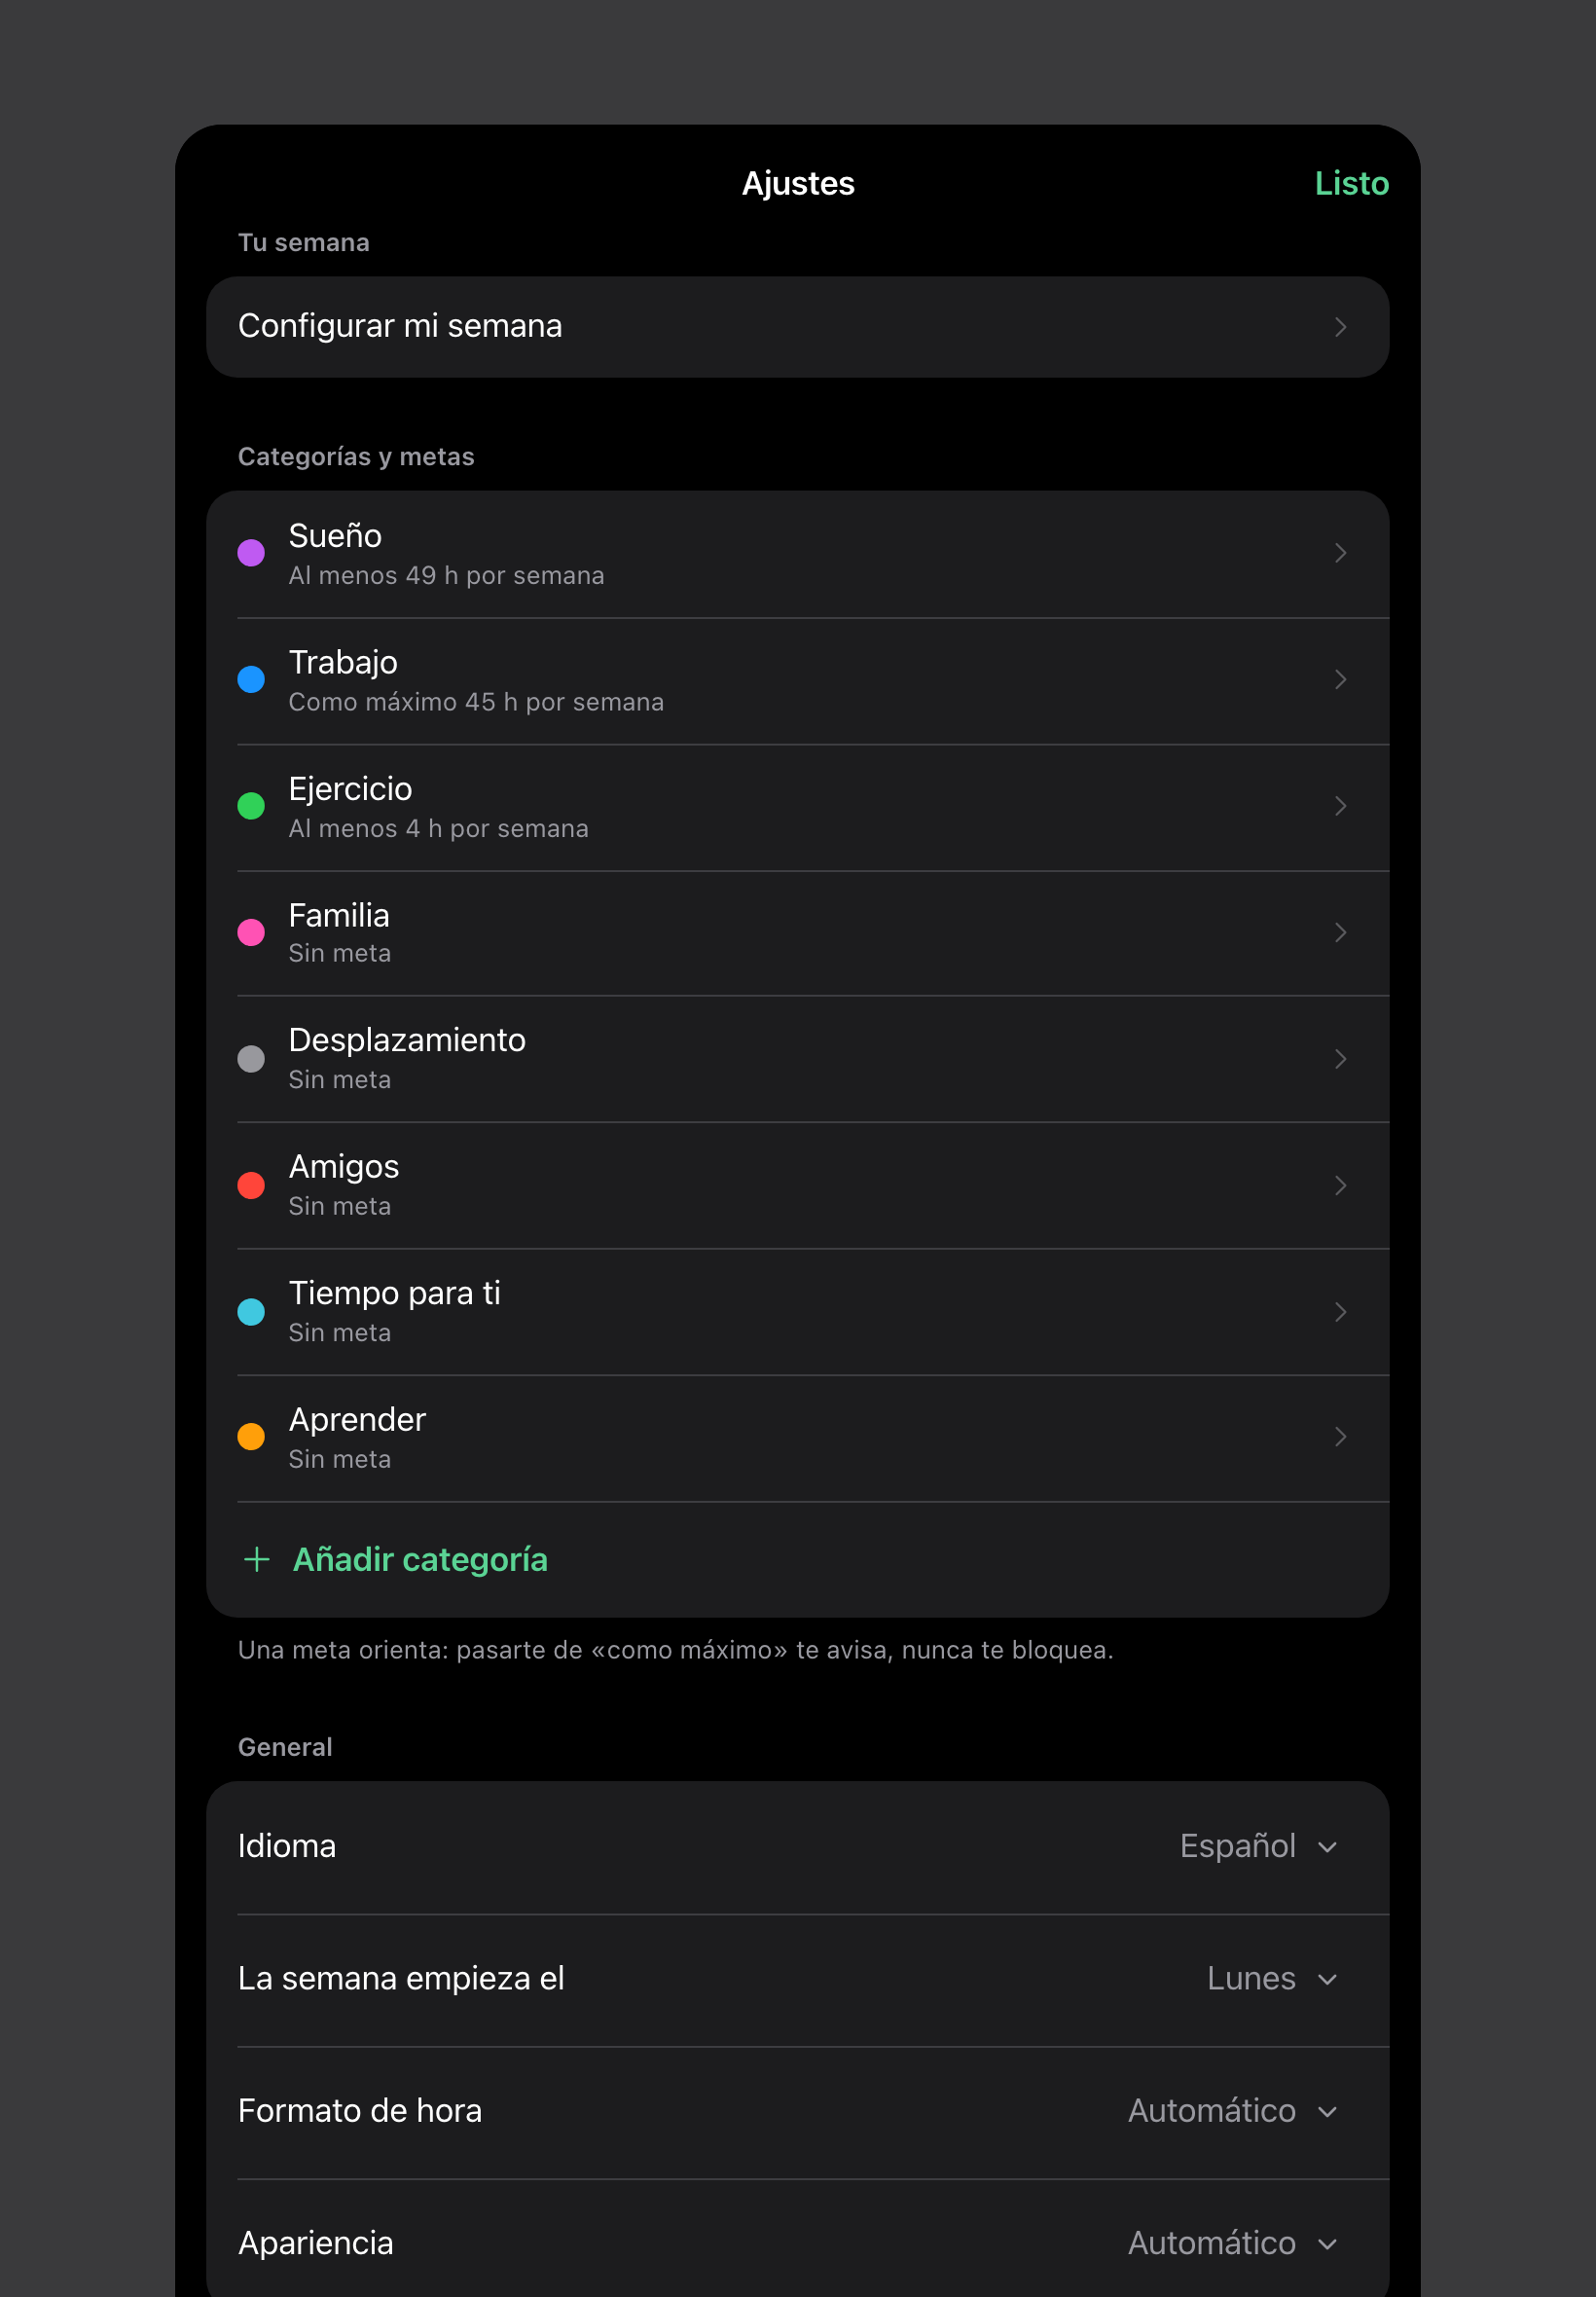 Ajustes
Listo
Tu semana
Configurar mi semana
Categorías y metas
Sueño
Al menos 49 h por semana
Trabajo
Como máximo 45 h por semana
Ejercicio
Al menos 4 h por semana
Familia
Sin meta
Desplazamiento
Sin meta
Amigos
Sin meta
Tiempo para ti
Sin meta
Aprender
Sin meta
+ Añadir categoría
Una meta orienta: pasarte de «como máximo» te avisa, nunca te bloquea.
General
Idioma Español
La semana empieza el Lunes
Formato de hora Automático
Apariencia Automático